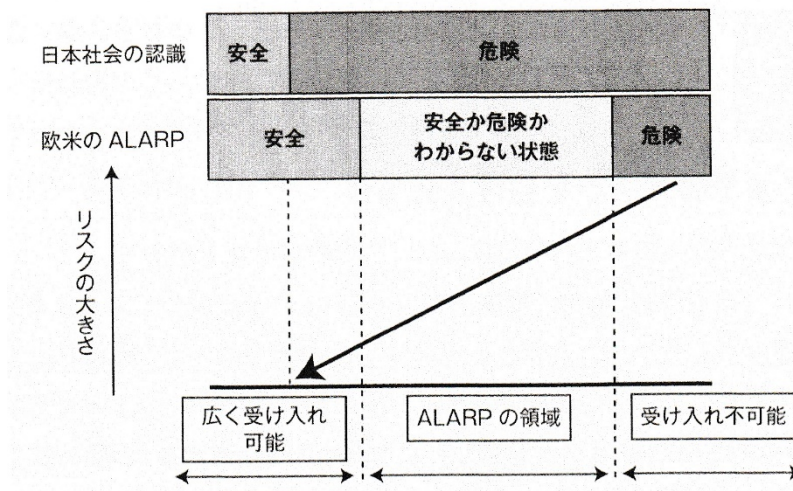 日本社会の認識
安全
危険
欧米の ALARP
安全
安全か危険か
わからない状態
危険
リスクの大きさ
広く受け入れ
可能
ALARP の領域
受け入れ不可能